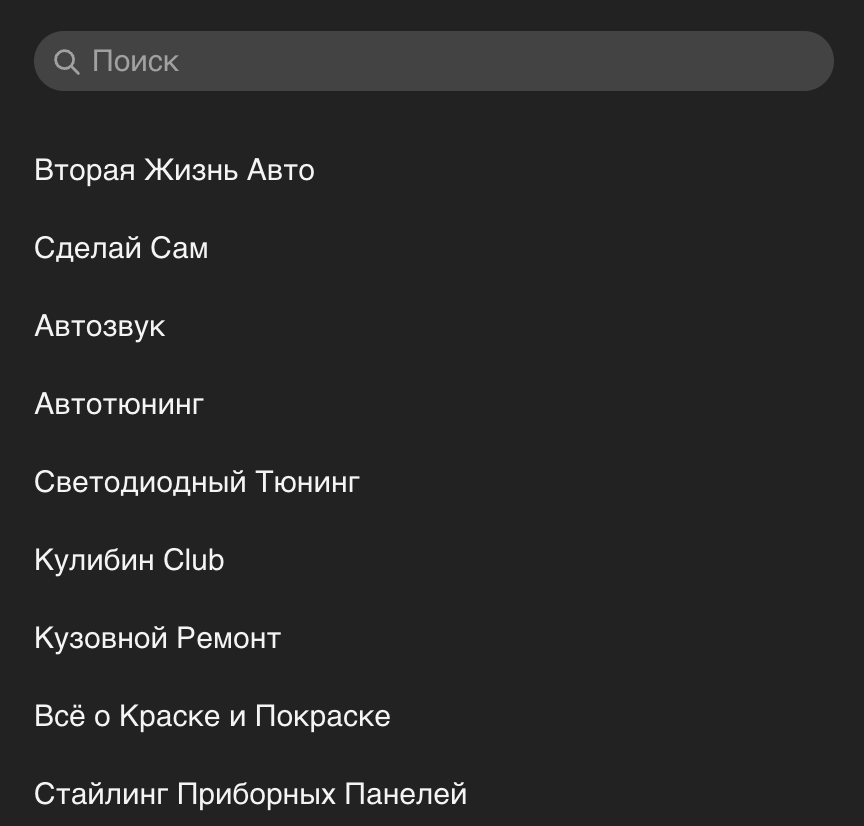 Поиск
Вторая Жизнь Авто
Сделай Сам
Автозвук
Автотюнинг
Светодиодный Тюнинг
Кулибин Club
Кузовной Ремонт
Всё о Краске и Покраске
Стайлинг Приборных Панелей